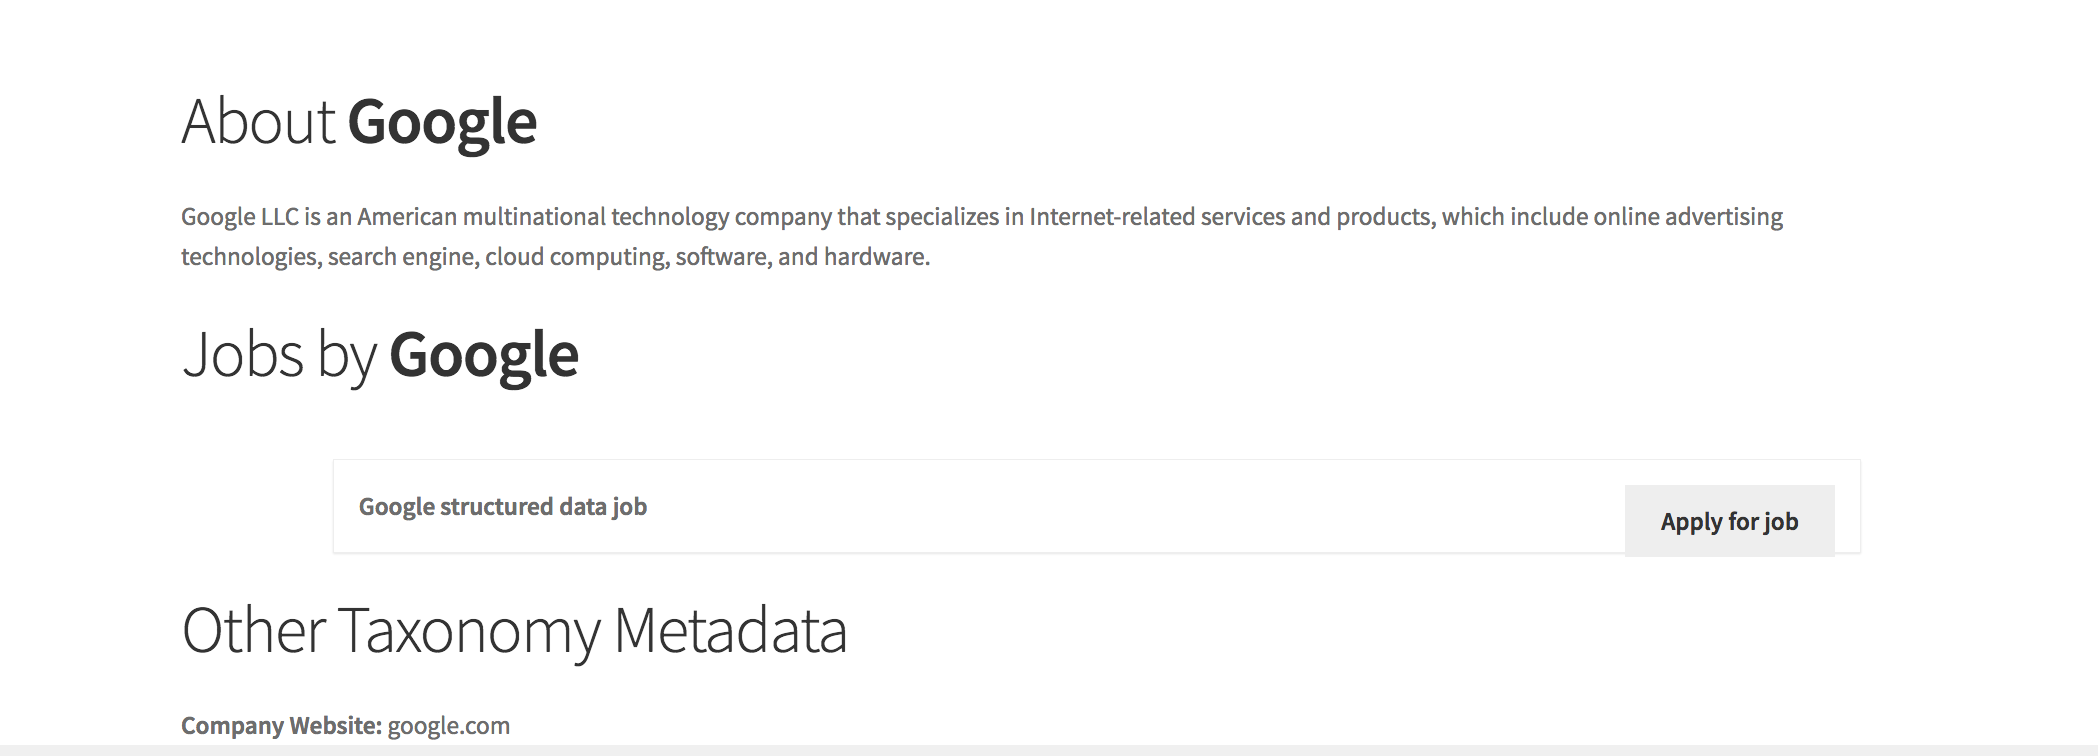 About Google
Google LLC is an American multinational technology company that specializes in Internet-related services and products, which include online advertising
technologies, search engine, cloud computing, software, and hardware.
Jobs by Google
Google structured data job
Apply for job
Other Taxonomy Metadata
Company Website: google.com